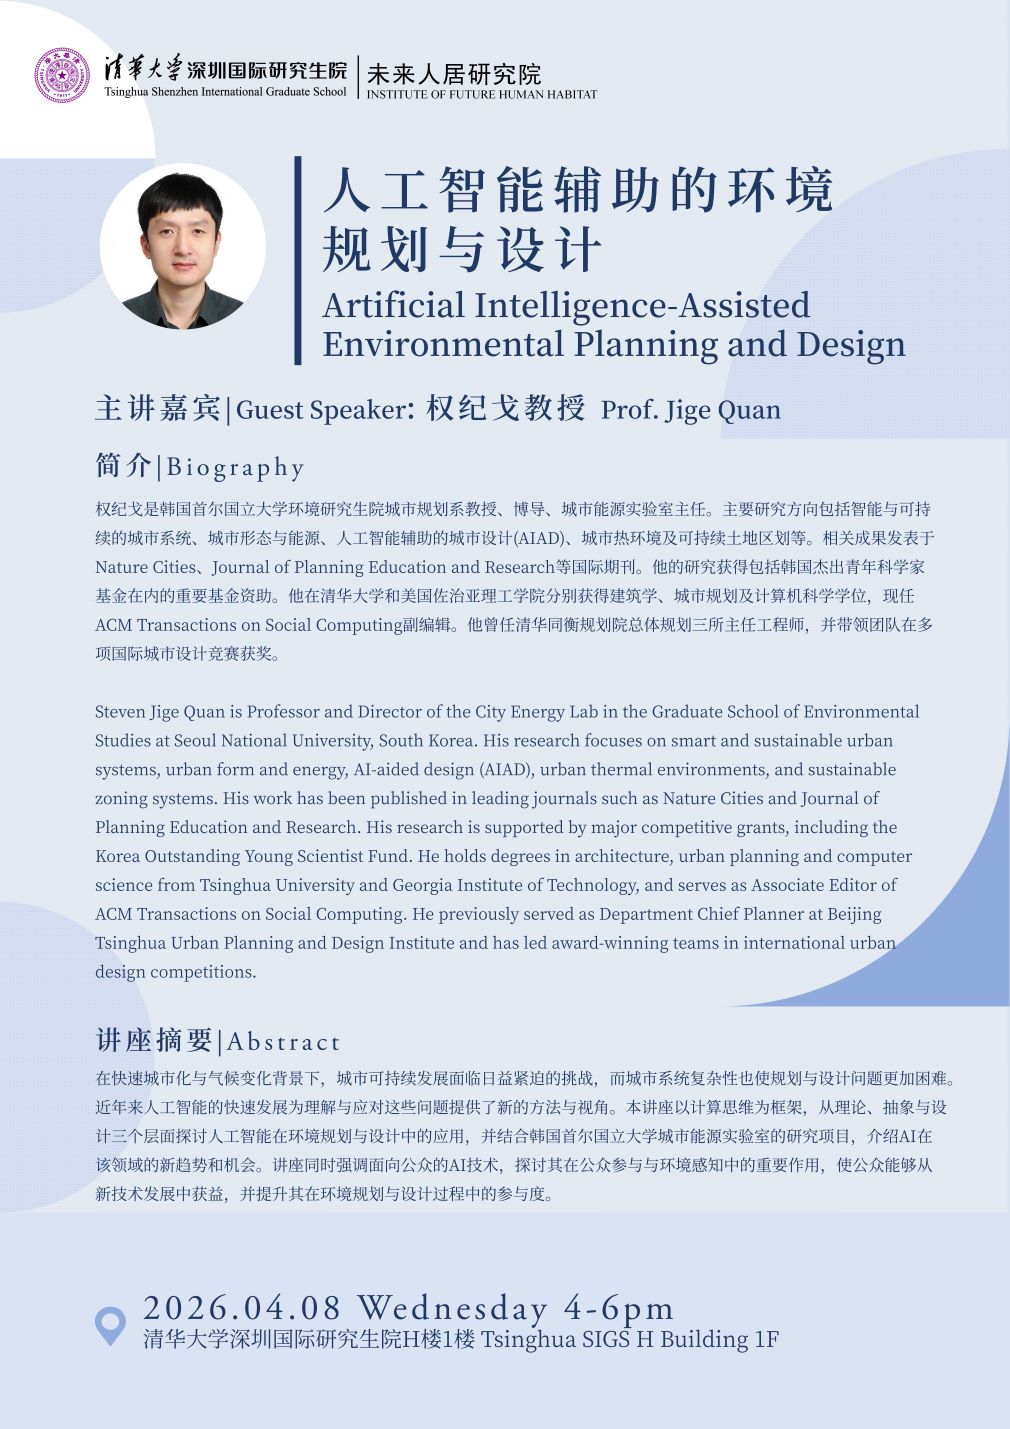 清华大学深圳国际研究生院
Tsinghua Shenzhen International Graduate School
未来人居研究院
INSTITUTE OF FUTURE HUMAN HABITAT
人工智能辅助的环境
规划与设计
Artificial Intelligence-Assisted
Environmental Planning and Design
主讲嘉宾|Guest Speaker: 权纪戈教授 Prof. Jige Quan
简介|Biography
权纪戈是韩国首尔国立大学环境研究生院城市规划系教授、博导、城市能源实验室主任。主要研究方向包括智能与可持
续的城市系统、城市形态与能源、人工智能辅助的城市设计(AIAD)、城市热环境及可持续土地区划等。相关成果发表于
Nature Cities、Journal of Planning Education and Research等国际期刊。他的研究获得包括韩国杰出青年科学家
基金在内的重要基金资助。他在清华大学和美国佐治亚理工学院分别获得建筑学、城市规划及计算机科学学位，现任
ACM Transactions on Social Computing副编辑。他曾任清华同衡规划院总体规划三所主任工程师，并带领团队在多
项国际城市设计竞赛获奖。
Steven Jige Quan is Professor and Director of the City Energy Lab in the Graduate School of Environmental
Studies at Seoul National University, South Korea. His research focuses on smart and sustainable urban
systems, urban form and energy, AI-aided design (AIAD), urban thermal environments, and sustainable
zoning systems. His work has been published in leading journals such as Nature Cities and Journal of
Planning Education and Research. His research is supported by major competitive grants, including the
Korea Outstanding Young Scientist Fund. He holds degrees in architecture, urban planning and computer
science from Tsinghua University and Georgia Institute of Technology, and serves as Associate Editor of
ACM Transactions on Social Computing. He previously served as Department Chief Planner at Beijing
Tsinghua Urban Planning and Design Institute and has led award-winning teams in international urban
design competitions.
讲座摘要|Abstract
在快速城市化与气候变化背景下，城市可持续发展面临日益紧迫的挑战，而城市系统复杂性也使规划与设计问题更加困难。
近年来人工智能的快速发展为理解与应对这些问题提供了新的方法与视角。本讲座以计算思维为框架，从理论、抽象与设
计三个层面探讨人工智能在环境规划与设计中的应用，并结合韩国首尔国立大学城市能源实验室的研究项目，介绍AI在
该领域的新趋势和机会。讲座同时强调面向公众的AI技术，探讨其在公众参与与环境感知中的重要作用，使公众能够从
新技术发展中获益，并提升其在环境规划与设计过程中的参与度。
2026.04.08 Wednesday 4-6pm
清华大学深圳国际研究生院H楼1楼 Tsinghua SIGS H Building 1F